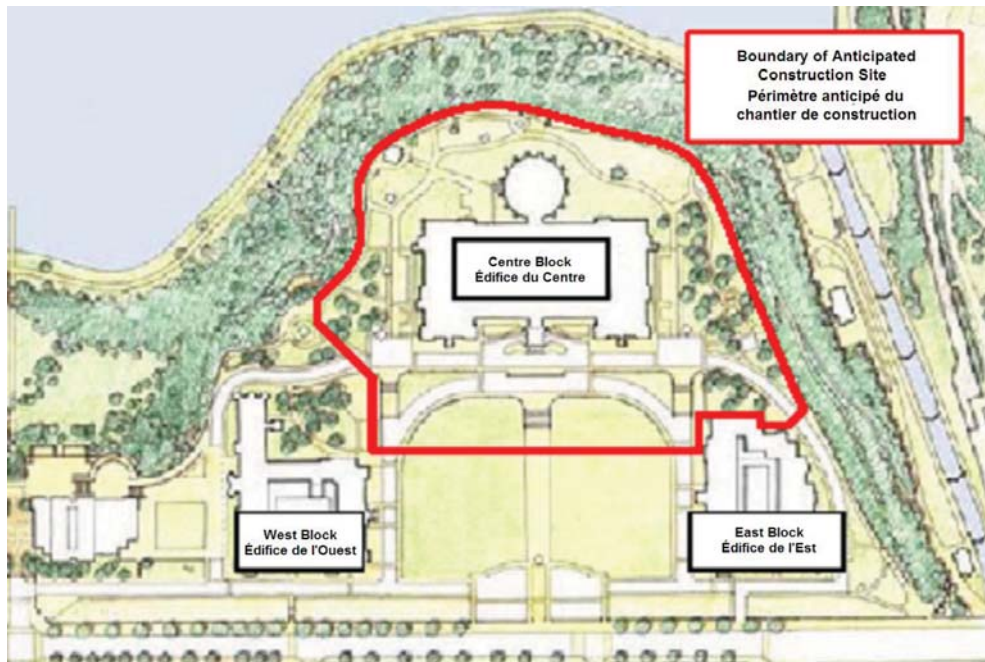 Boundary of Anticipated
Construction Site
Périmètre anticipé du
chantier de construction
Centre Block
Édifice du Centre
West Block
Édifice de l'Ouest
East Block
Édifice de l'Est